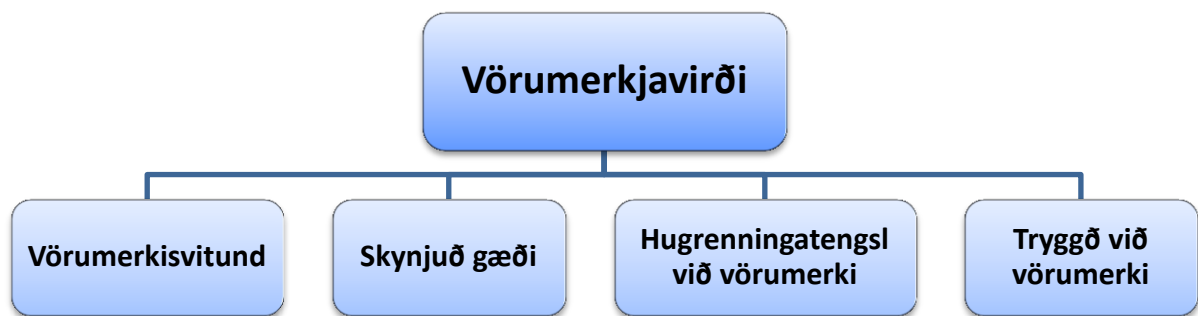 Vörumerkjavirði
Vörumerkisvitund
Skynjuð gæði
Hugrenningatengsl
við vörumerki
Tryggð við
vörumerki